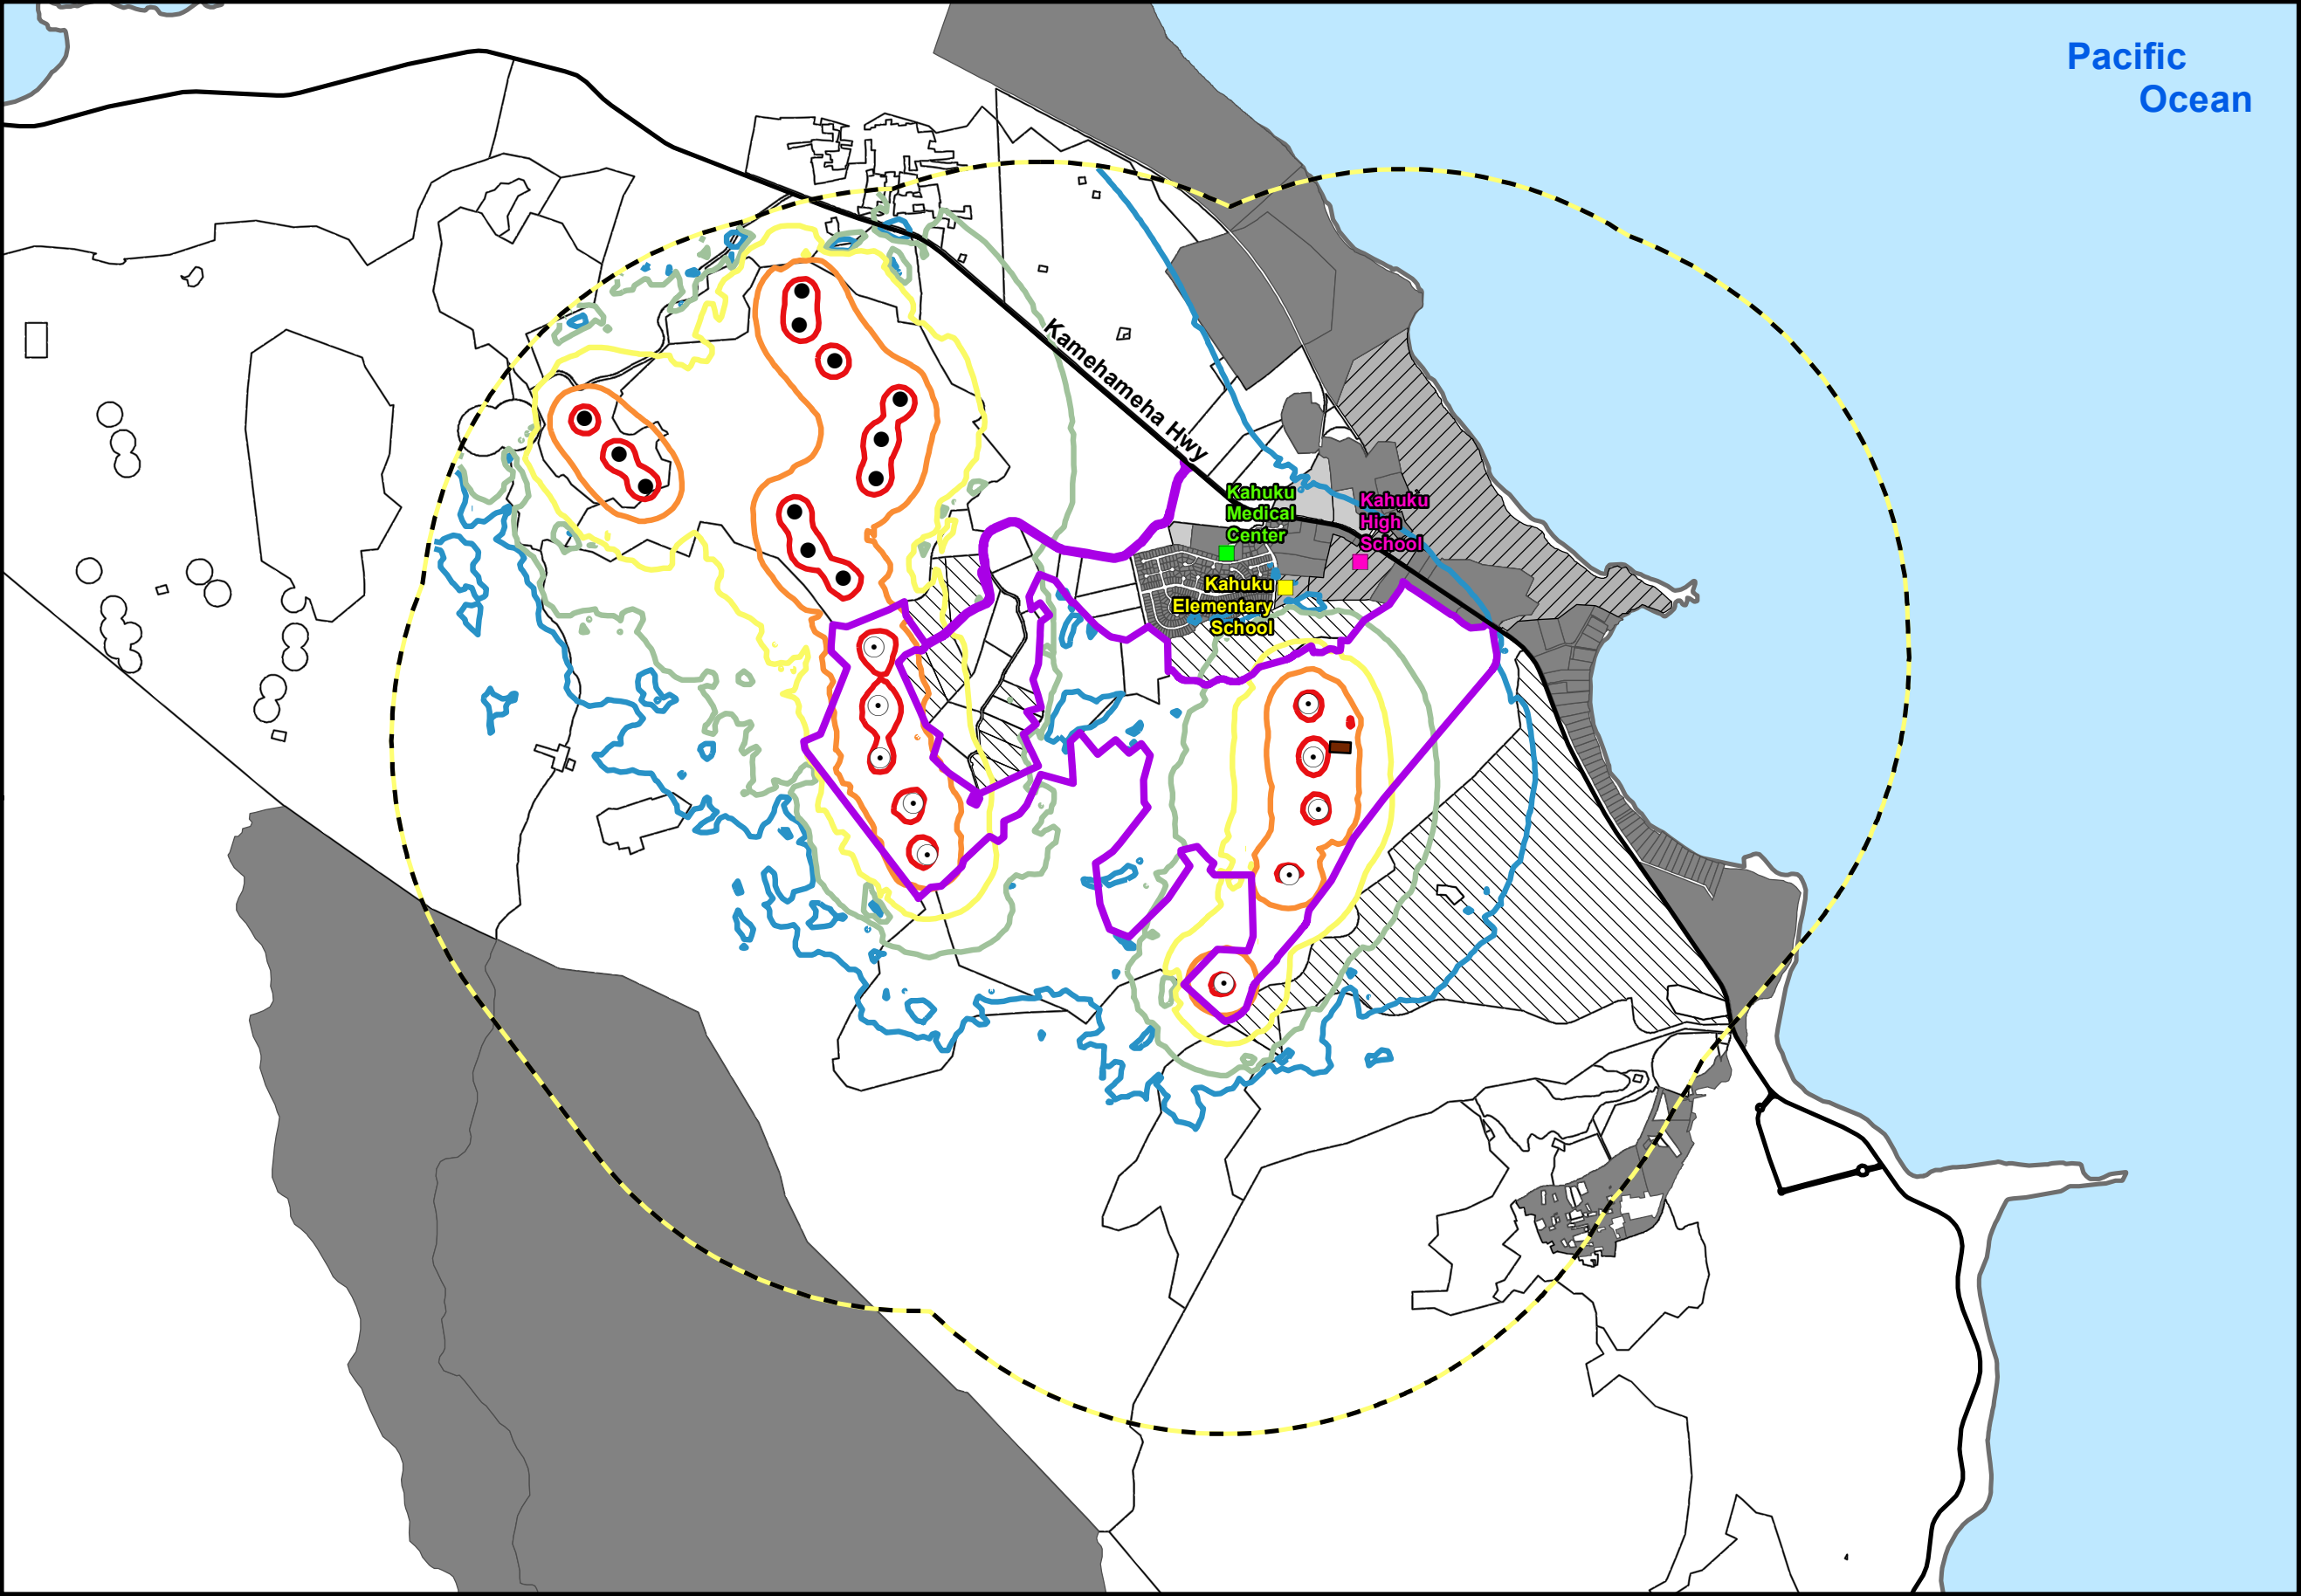 Pacific
Ocean
Kamehameha Hwy
Kahuku
Medical
Center
Kahuku
High
School
Kahuku
Elementary
School